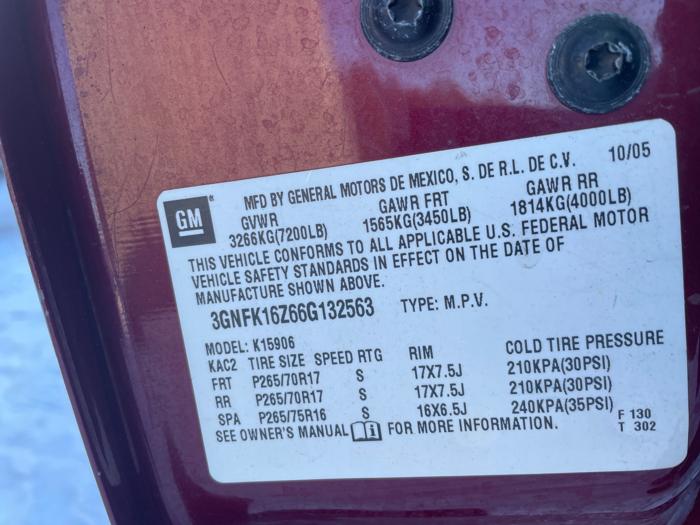 GM
MFD BY GENERAL MOTORS DE MEXICO, S. DE R.L. DE C.V. 10/05
GVWR GAWR FRT GAWR RR
3266KG(7200LB) 1565KG(3450LB) 1814KG(4000LB)
THIS VEHICLE CONFORMS TO ALL APPLICABLE U.S. FEDERAL MOTOR
VEHICLE SAFETY STANDARDS IN EFFECT ON THE DATE OF
MANUFACTURE SHOWN ABOVE.
3GNFK16Z66G132563 TYPE: M.P.V.
MODEL: K15906
KAC2 TIRE SIZE SPEED RTG RIM COLD TIRE PRESSURE
FRT P265/70R17 S 17X7.5J 210KPA(30PSI)
RR P265/70R17 S 17X7.5J 210KPA(30PSI)
SPA P265/75R16 S 16X6.5J 240KPA(35PSI)
SEE OWNER'S MANUAL FOR MORE INFORMATION.
F 130
T 302